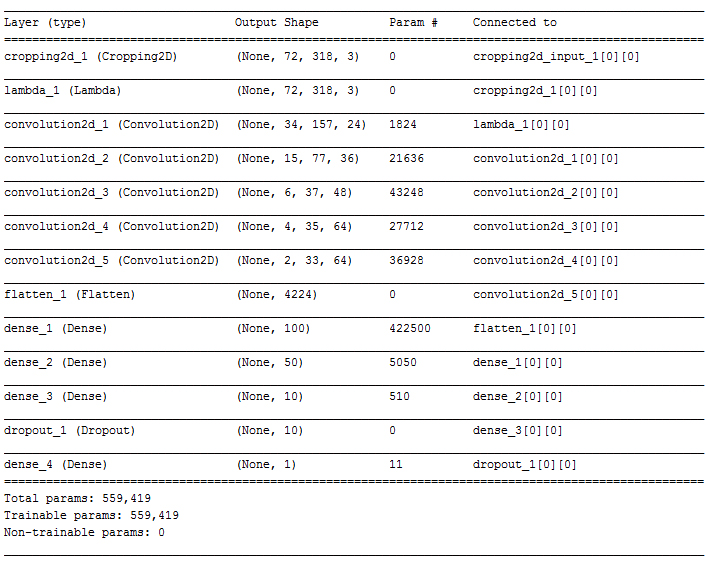 Layer (type) Output Shape Param # Connected to
====================================================================================================
cropping2d_1 (Cropping2D) (None, 72, 318, 3) 0 cropping2d_input_1[0][0]
lambda_1 (Lambda) (None, 72, 318, 3) 0 cropping2d_1[0][0]
convolution2d_1 (Convolution2D) (None, 34, 157, 24) 1824 lambda_1[0][0]
convolution2d_2 (Convolution2D) (None, 15, 77, 36) 21636 convolution2d_1[0][0]
convolution2d_3 (Convolution2D) (None, 6, 37, 48) 43248 convolution2d_2[0][0]
convolution2d_4 (Convolution2D) (None, 4, 35, 64) 27712 convolution2d_3[0][0]
convolution2d_5 (Convolution2D) (None, 2, 33, 64) 36928 convolution2d_4[0][0]
flatten_1 (Flatten) (None, 4224) 0 convolution2d_5[0][0]
dense_1 (Dense) (None, 100) 422500 flatten_1[0][0]
dense_2 (Dense) (None, 50) 5050 dense_1[0][0]
dense_3 (Dense) (None, 10) 510 dense_2[0][0]
dropout_1 (Dropout) (None, 10) 0 dense_3[0][0]
dense_4 (Dense) (None, 1) 11 dropout_1[0][0]
====================================================================================================
Total params: 559,419
Trainable params: 559,419
Non-trainable params: 0